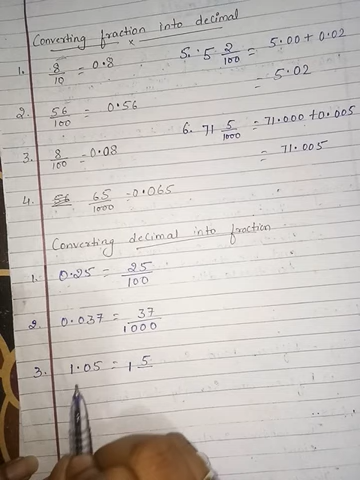 Converting fraction into decimal
1. 8/10 = 0.8
2. 56/100 = 0.56
3. 8/100 = 0.08
4. 65/1000 = 0.065
5. 5 2/100 = 5.00 + 0.02
= 5.02
6. 71 5/1000 = 71.000 + 0.005
= 71.005
Converting decimal into fraction
1. 0.25 = 25/100
2. 0.037 = 37/1000
3. 1.05 = 1 5/